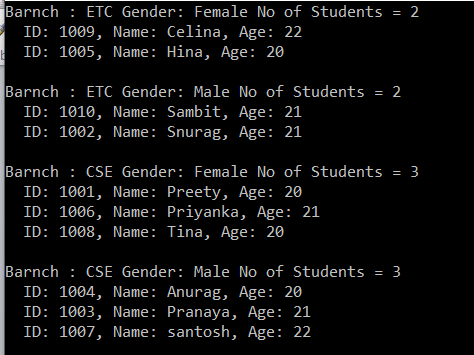 Barnch : ETC Gender: Female No of Students = 2
ID: 1009, Name: Celina, Age: 22
ID: 1005, Name: Hina, Age: 20
Barnch : ETC Gender: Male No of Students = 2
ID: 1010, Name: Sambit, Age: 21
ID: 1002, Name: Snurag, Age: 21
Barnch : CSE Gender: Female No of Students = 3
ID: 1001, Name: Preety, Age: 20
ID: 1006, Name: Priyanka, Age: 21
ID: 1008, Name: Tina, Age: 20
Barnch : CSE Gender: Male No of Students = 3
ID: 1004, Name: Anurag, Age: 20
ID: 1003, Name: Pranaya, Age: 21
ID: 1007, Name: santosh, Age: 22